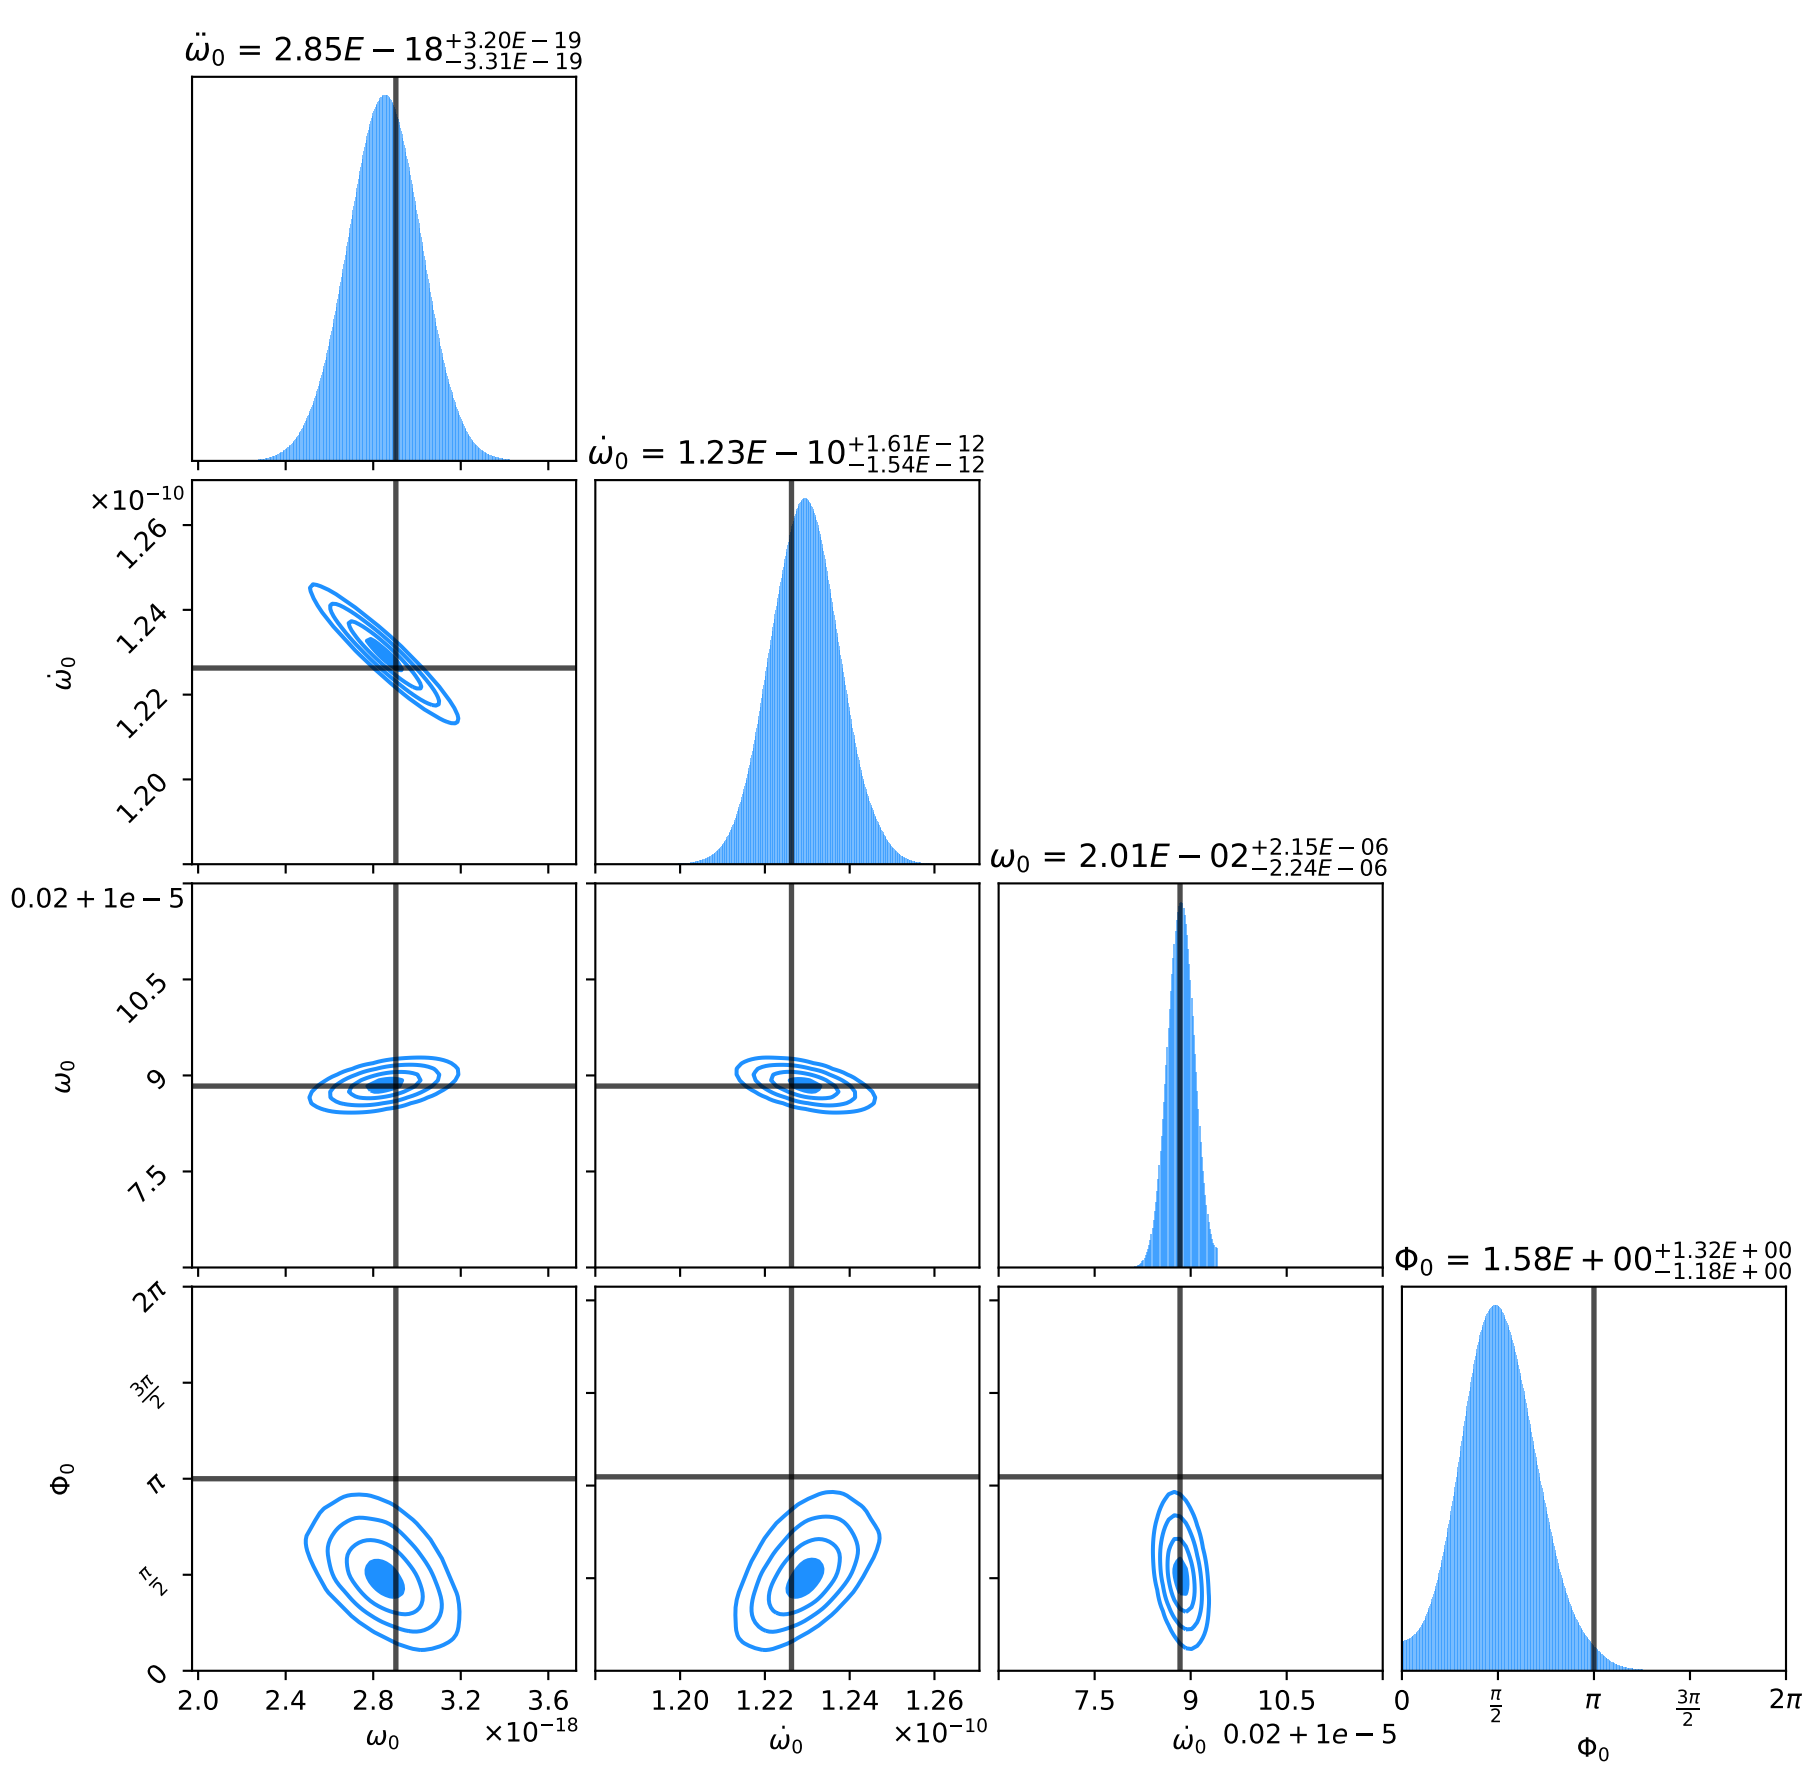 ω̈₀ = 2.85E − 18 +3.20E − 19 −3.31E − 19
ω̇₀ = 1.23E − 10 +1.61E − 12 −1.54E − 12
×10⁻¹⁰
1.26
1.24
1.22
1.20
ω̇₀
ω₀ = 2.01E − 02 +2.15E − 06 −2.24E − 06
0.02 + 1e − 5
10.5
9
7.5
ω₀
Φ₀ = 1.58E + 00 +1.32E + 00 −1.18E + 00
2π
3π/2
π
π/2
0
Φ₀
2.0 2.4 2.8 3.2 3.6
1.20 1.22 1.24 1.26
7.5 9 10.5
0 π/2 π 3π/2 2π
ω₀ ×10⁻¹⁸
ω̇₀ ×10⁻¹⁰
ω̇₀ 0.02 + 1e − 5
Φ₀